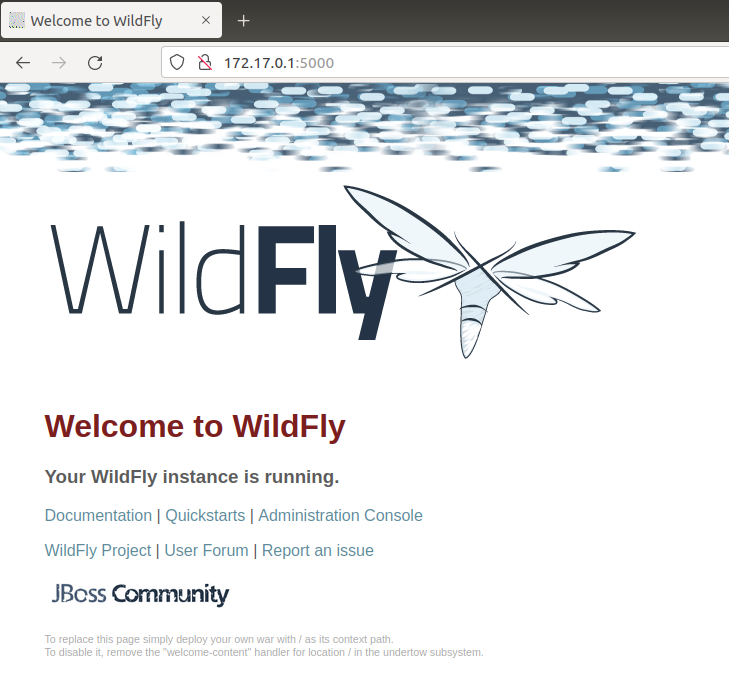 Welcome to WildFly
172.17.0.1:5000
WildFly
Welcome to WildFly
Your WildFly instance is running.
Documentation | Quickstarts | Administration Console
WildFly Project | User Forum | Report an issue
JBoss Community
To replace this page simply deploy your own war with / as its context path.
To disable it, remove the "welcome-content" handler for location / in the undertow subsystem.